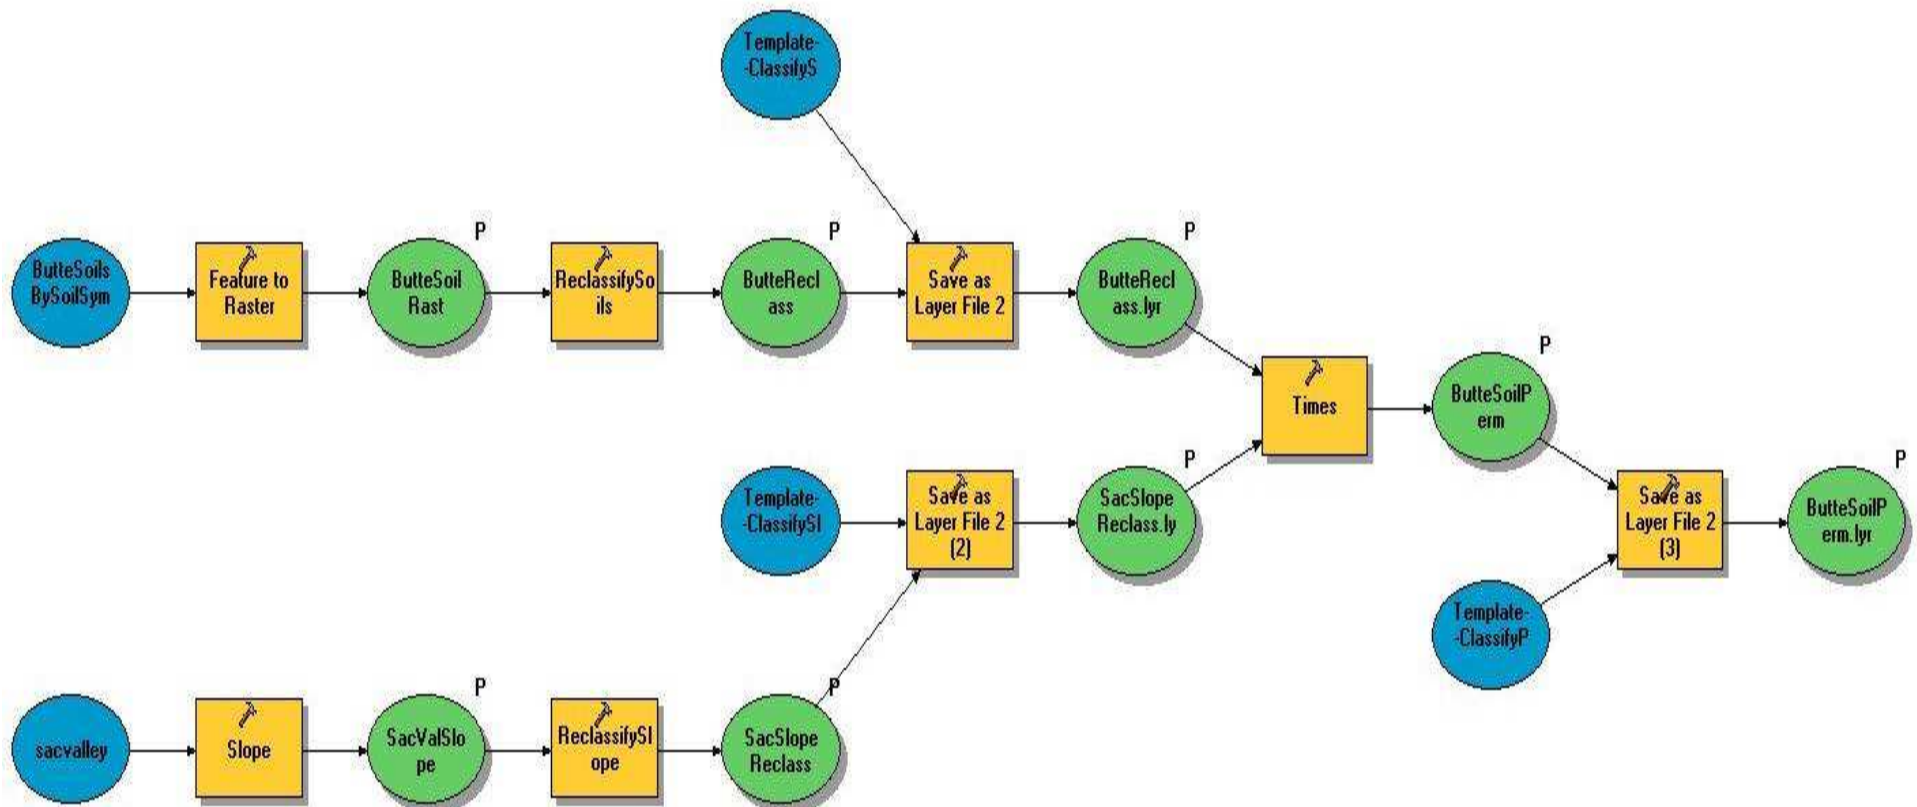 Template-
-ClassifyS
P
P
P
ButteSoils
BySoilSym
Feature to
Raster
ButteSoil
Rast
ReclassifySo
ils
ButteRecl
ass
Save as
Layer File 2
ButteRecl
ass.lyr
P
Times
ButteSoilP
erm
P
Template-
-ClassifySl
Save as
Layer File 2
(2)
SacSlope
Reclass.ly
P
Save as
Layer File 2
(3)
ButteSoilP
erm.lyr
Template-
-ClassifyP
P
P
sacvalley
Slope
SacValSlo
pe
ReclassifySl
ope
SacSlope
Reclass